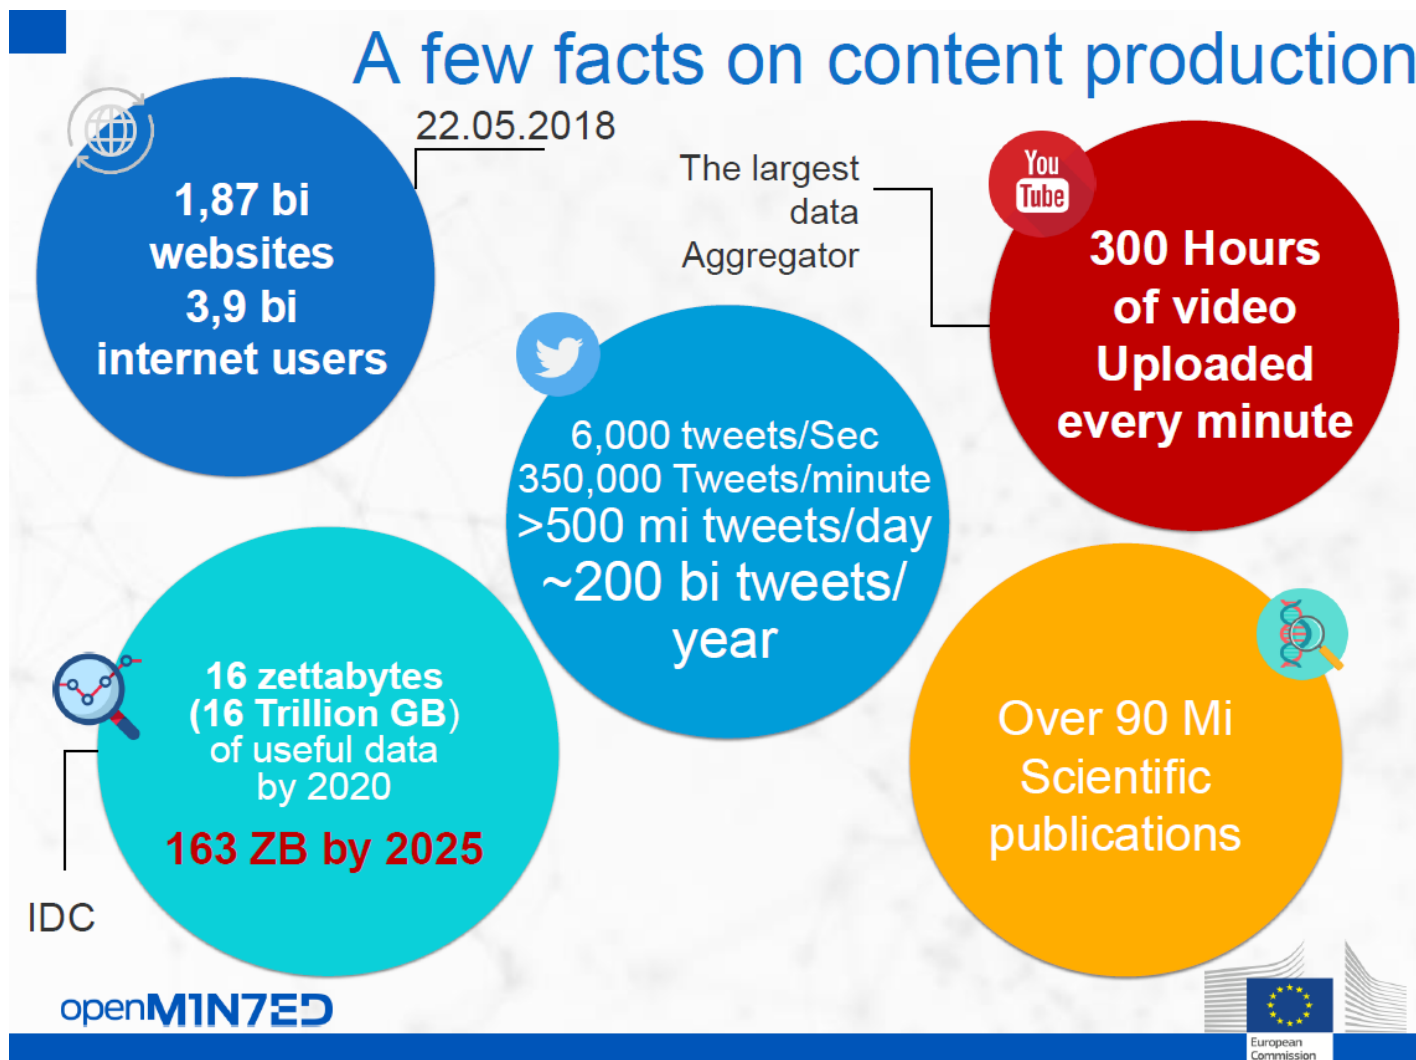 A few facts on content production
22.05.2018
1,87 bi
websites
3,9 bi
internet users
The largest
data
Aggregator
You
Tube
300 Hours
of video
Uploaded
every minute
6,000 tweets/Sec
350,000 Tweets/minute
>500 mi tweets/day
~200 bi tweets/
year
16 zettabytes
(16 Trillion GB)
of useful data
by 2020
163 ZB by 2025
IDC
Over 90 Mi
Scientific
publications
openM1N7ED
European
Commission